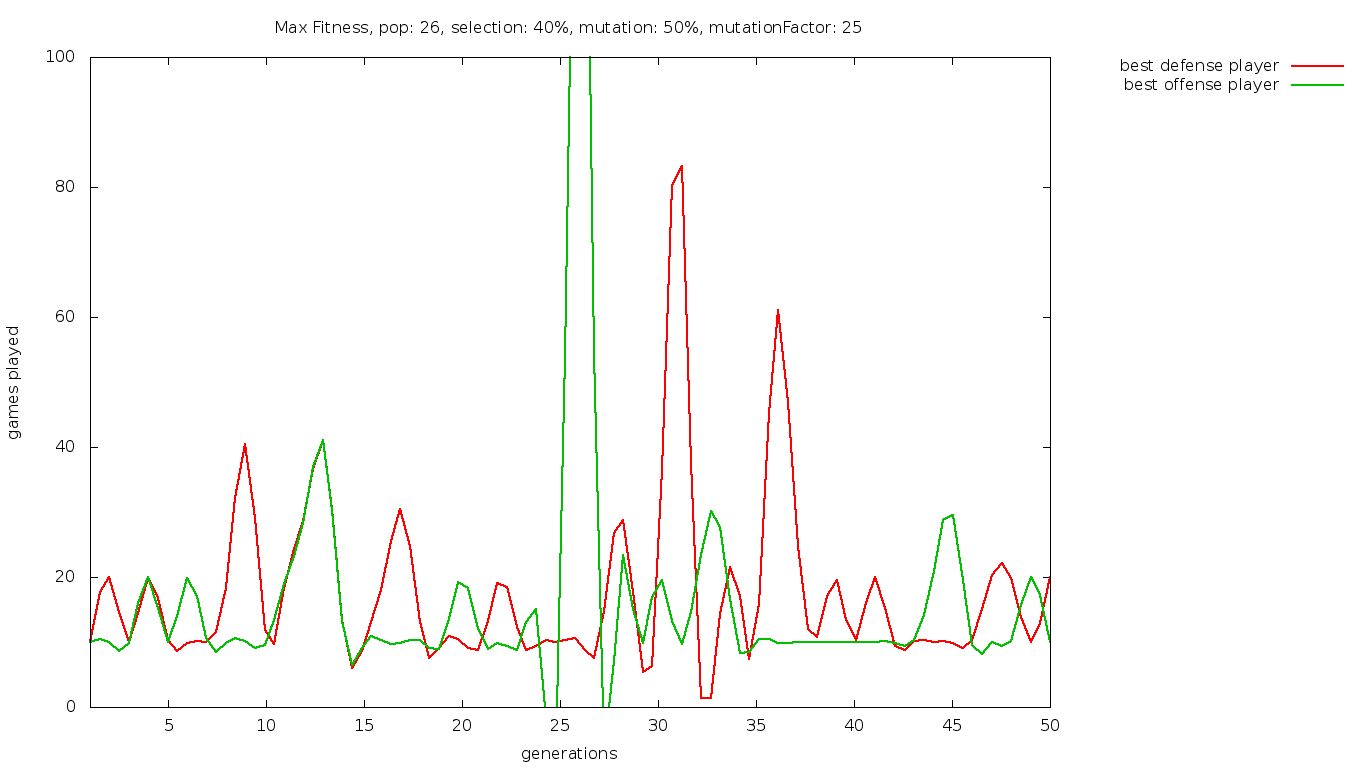 Max Fitness, pop: 26, selection: 40%, mutation: 50%, mutationFactor: 25
best defense player
best offense player
100
80
60
40
20
0
games played
5 10 15 20 25 30 35 40 45 50
generations